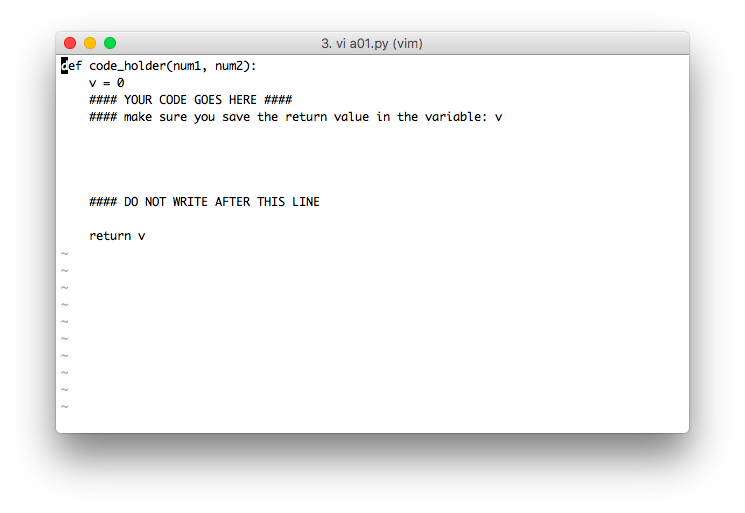 3. vi a01.py (vim)
def code_holder(num1, num2):
    v = 0
    #### YOUR CODE GOES HERE ####
    #### make sure you save the return value in the variable: v
    #### DO NOT WRITE AFTER THIS LINE
    return v
~
~
~
~
~
~
~
~
~
~